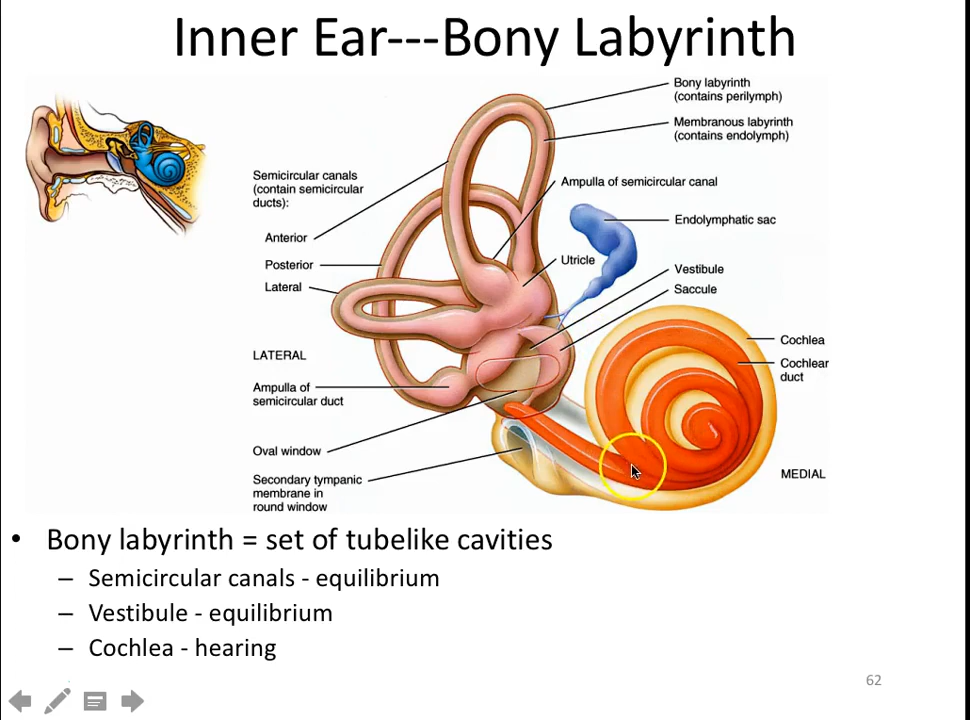 Inner Ear---Bony Labyrinth
Bony labyrinth
(contains perilymph)
Membranous labyrinth
(contains endolymph)
Semicircular canals
(contain semicircular
ducts):
Ampulla of semicircular canal
Endolymphatic sac
Anterior
Utricle
Posterior
Vestibule
Lateral
Saccule
Cochlea
LATERAL
Cochlear
duct
Ampulla of
semicircular duct
Oval window
MEDIAL
Secondary tympanic
membrane in
round window
• Bony labyrinth = set of tubelike cavities
– Semicircular canals - equilibrium
– Vestibule - equilibrium
– Cochlea - hearing
62